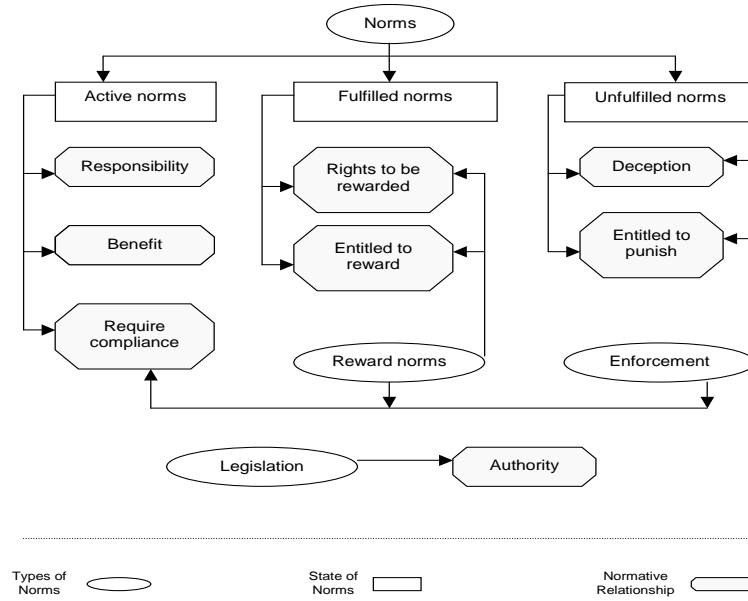 Norms
Active norms
Fulfilled norms
Unfulfilled norms
Responsibility
Rights to be
rewarded
Deception
Benefit
Entitled to
reward
Entitled to
punish
Require
compliance
Reward norms
Enforcement
Legislation
Authority
Types of
Norms
State of
Norms
Normative
Relationship